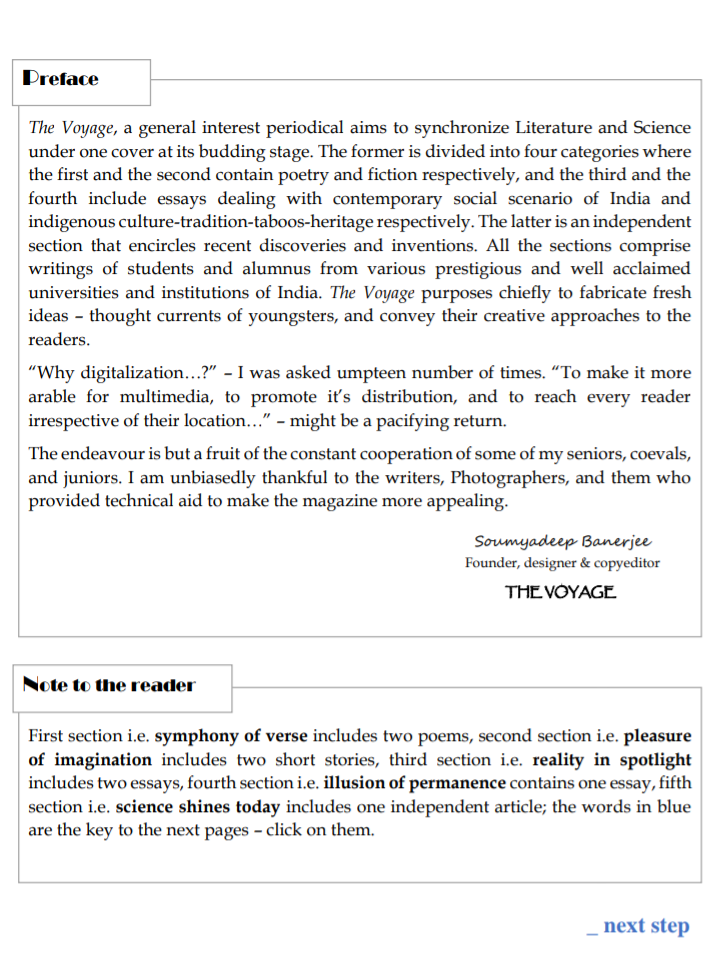 Preface
The Voyage, a general interest periodical aims to synchronize Literature and Science
under one cover at its budding stage. The former is divided into four categories where
the first and the second contain poetry and fiction respectively, and the third and the
fourth include essays dealing with contemporary social scenario of India and
indigenous culture-tradition-taboos-heritage respectively. The latter is an independent
section that encircles recent discoveries and inventions. All the sections comprise
writings of students and alumnus from various prestigious and well acclaimed
universities and institutions of India. The Voyage purposes chiefly to fabricate fresh
ideas – thought currents of youngsters, and convey their creative approaches to the
readers.
“Why digitalization…?” – I was asked umpteen number of times. “To make it more
arable for multimedia, to promote it’s distribution, and to reach every reader
irrespective of their location…” – might be a pacifying return.
The endeavour is but a fruit of the constant cooperation of some of my seniors, coevals,
and juniors. I am unbiasedly thankful to the writers, Photographers, and them who
provided technical aid to make the magazine more appealing.
Soumyadeep Banerjee
Founder, designer & copyeditor
THE VOYAGE
Note to the reader
First section i.e. symphony of verse includes two poems, second section i.e. pleasure
of imagination includes two short stories, third section i.e. reality in spotlight
includes two essays, fourth section i.e. illusion of permanence contains one essay, fifth
section i.e. science shines today includes one independent article; the words in blue
are the key to the next pages – click on them.
_ next step